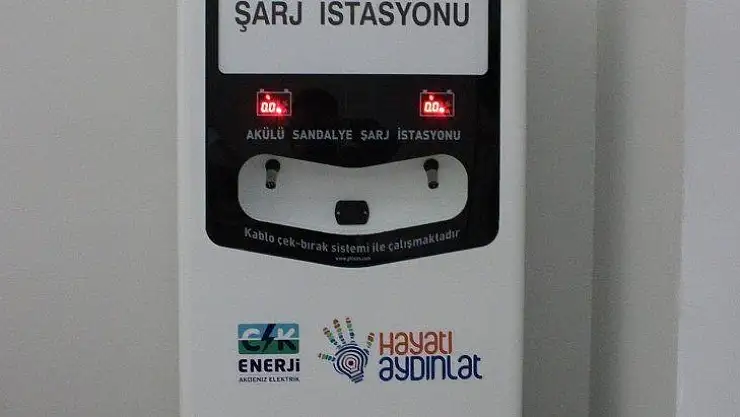 ŞARJ İSTASYONU
0.0 0.0
AKÜLÜ SANDALYE ŞARJ İSTASYONU
Kablo çek-bırak sistemi ile çalışmaktadır
CK
ENERJİ
AKDENİZ ELEKTRİK
Hayatı
aydınlat